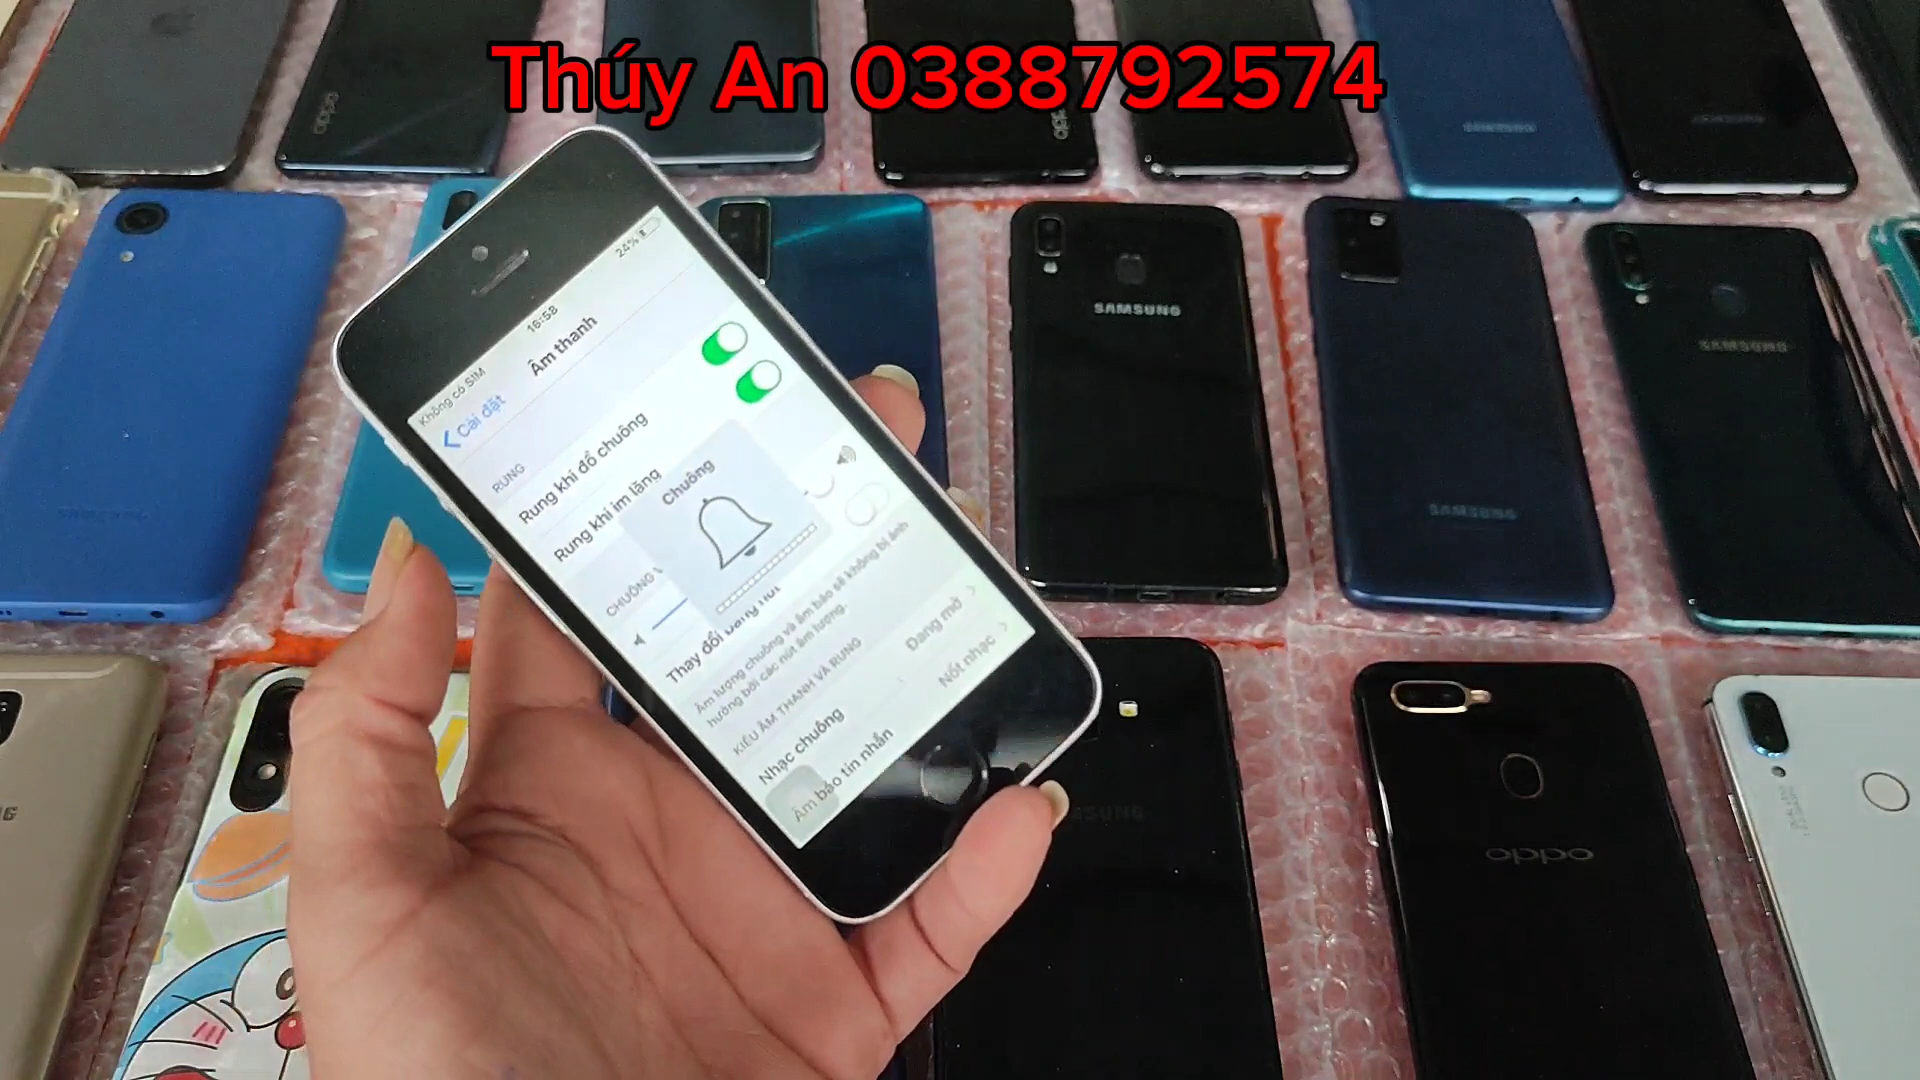 Thúy An 0388792574
oppo
oppo
SAMSUNG
SAMSUNG
Không có SIM
16:58
24%
Cài đặt
Âm thanh
RUNG
Rung khi đổ chuông
Rung khi im lặng
Chuông
CHUÔNG
Thay đổi bằng nút
Âm lượng chuông và âm báo sẽ không bị ảnh
hưởng bởi các nút âm lượng.
KIỂU ÂM THANH VÀ RUNG
Nhạc chuông
Đang mở
Âm báo tin nhắn
Nốt nhạc
SAMSUNG
SAMSUNG
SAMSUNG
oppo